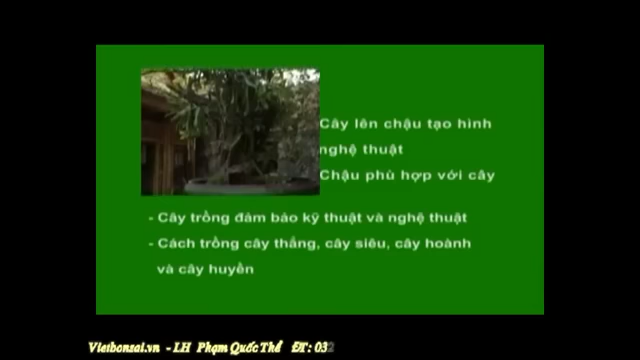 Cây lên chậu tạo hình
nghệ thuật
Chậu phù hợp với cây
- Cây trồng đảm bảo kỹ thuật và nghệ thuật
- Cách trồng cây thẳng, cây siêu, cây hoành
và cây huyền
Vietbonsai.vn - LH Phạm Quốc Thể ĐT: 032